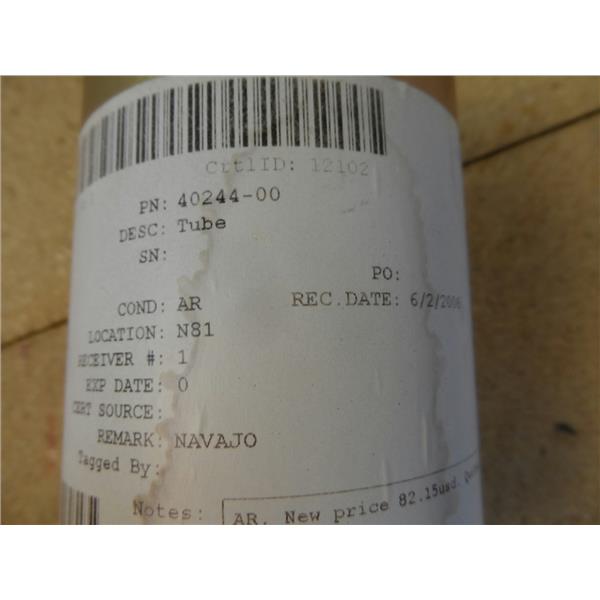 CttlID: 12102
PN: 40244-00
DESC: Tube
SN:
PO:
COND: AR
REC.DATE: 6/2/2006
LOCATION: N81
RECEIVER #: 1
EXP DATE: 0
CERT SOURCE:
REMARK: NAVAJO
Tagged By:
Notes: AR. New price 82.15usd.